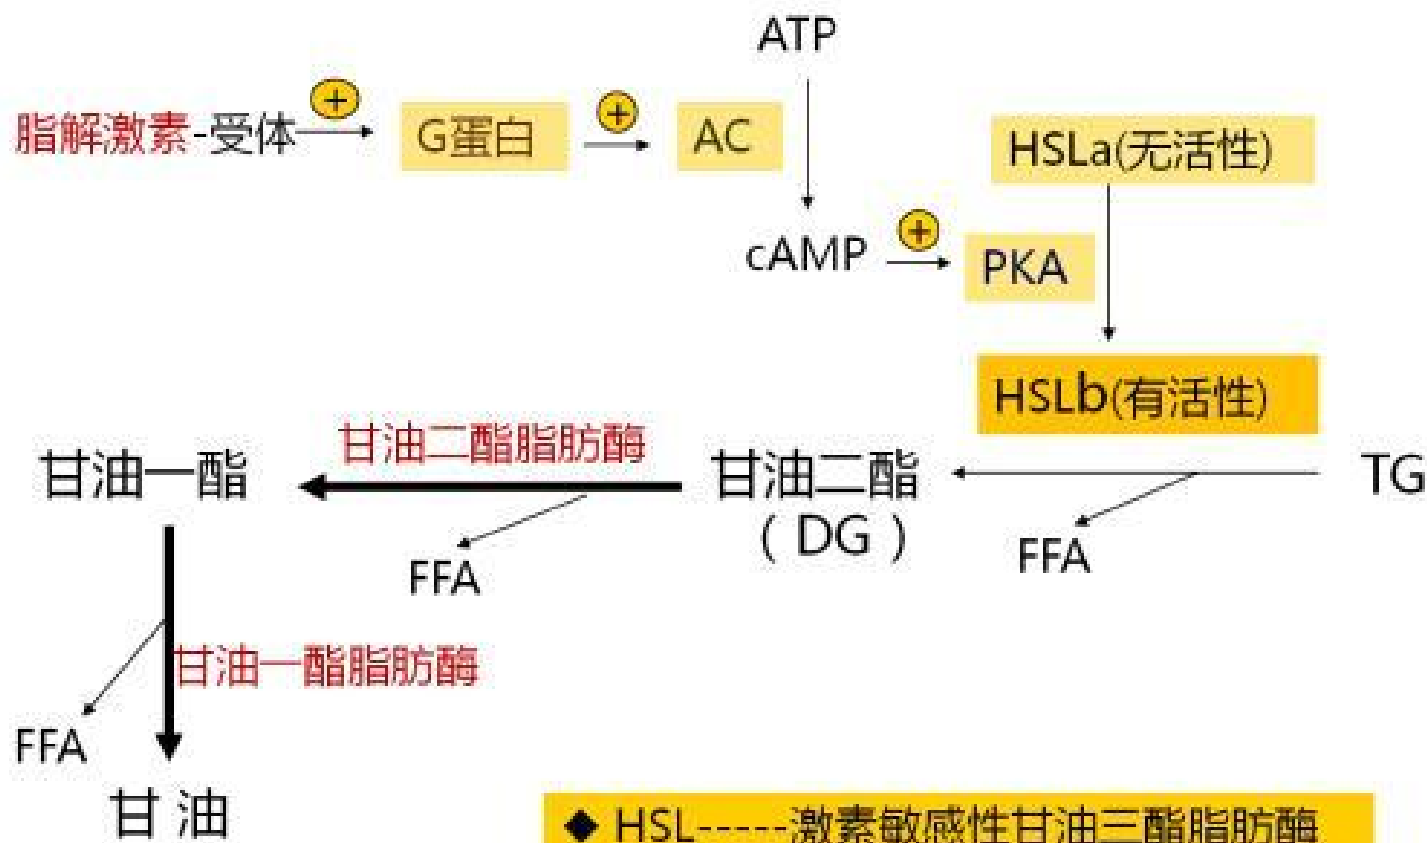 ATP
脂解激素-受体
+
G蛋白
+
AC
HSLa(无活性)
cAMP
+
PKA
HSLb(有活性)
甘油一酯
甘油二酯脂肪酶
甘油二酯
(DG)
TG
FFA
FFA
甘油一酯脂肪酶
FFA
甘油
◆ HSL-----激素敏感性甘油三酯脂肪酶